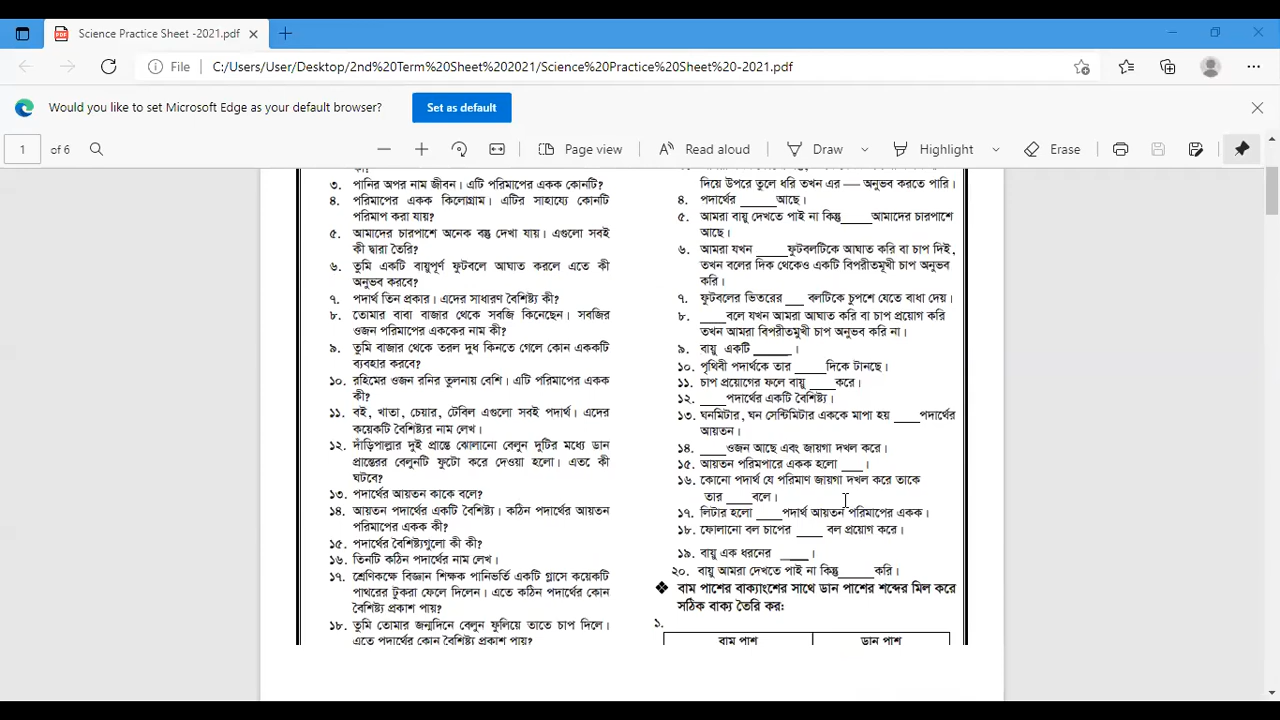 Science Practice Sheet -2021.pdf
File
C:/Users/User/Desktop/2nd%20Term%20Sheet%202021/Science%20Practice%20Sheet%20-2021.pdf
Would you like to set Microsoft Edge as your default browser?
Set as default
1 of 6
Page view
Read aloud
Draw
Highlight
Erase
৩. পানির অপর নাম জীবন। এটি পরিমাপের একক কোনটি?
৪. পরিমাপের একক কিলোগ্রাম। এটির সাহায্যে কোনটি
পরিমাপ করা যায়?
৫. আমাদের চারপাশে অনেক বস্তু দেখা যায়। এগুলো সবই
কী দ্বারা তৈরি?
৬. তুমি একটি বায়ুপূর্ণ ফুটবলে আঘাত করলে এতে কী
অনুভব করবে?
৭. পদার্থ তিন প্রকার। এদের সাধারণ বৈশিষ্ট্য কী?
৮. তোমার বাবা বাজার থেকে সবজি কিনেছেন। সবজির
ওজন পরিমাপের এককের নাম কী?
৯. তুমি বাজার থেকে তরল দুধ কিনতে গেলে কোন এককটি
ব্যবহার করবে?
১০. রহিমের ওজন রনির তুলনায় বেশি। এটি পরিমাপের একক
কী?
১১. বই, খাতা, চেয়ার, টেবিল এগুলো সবই পদার্থ। এদের
কয়েকটি বৈশিষ্ট্যর নাম লেখ।
১২. দাঁড়িপাল্লার দুই প্রান্তে ঝোলানো বেলুন দুটির মধ্যে ডান
প্রান্তের বেলুনটি ফুটো করে দেওয়া হলো। এতে কী
ঘটবে?
১৩. পদার্থের আয়তন কাকে বলে?
১৪. আয়তন পদার্থের একটি বৈশিষ্ট্য। কঠিন পদার্থের আয়তন
পরিমাপের একক কী?
১৫. পদার্থের বৈশিষ্ট্যগুলো কী কী?
১৬. তিনটি কঠিন পদার্থের নাম লেখ।
১৭. শ্রেণিকক্ষে বিজ্ঞান শিক্ষক পানিভর্তি একটি গ্লাসে কয়েকটি
পাথরের টুকরা ফেলে দিলেন। এতে কঠিন পদার্থের কোন
বৈশিষ্ট্য প্রকাশ পায়?
১৮. তুমি তোমার জন্মদিনে বেলুন ফুলিয়ে তাতে চাপ দিলে।
এতে পদার্থের কোন বৈশিষ্ট্য প্রকাশ পায়?
দিয়ে উপরে তুলে ধরি তখন এর — অনুভব করতে পারি।
৪. পদার্থের ______আছে।
৫. আমরা বায়ু দেখতে পাই না কিন্তু_____আমাদের চারপাশে
আছে।
৬. আমরা যখন _____ফুটবলটিকে আঘাত করি বা চাপ দিই,
তখন বলের দিক থেকেও একটি বিপরীতমূখী চাপ অনুভব
করি।
৭. ফুটবলের ভিতরের ___ বলটিকে চুপশে যেতে বাধা দেয়।
৮. ____বলে যখন আমরা আঘাত করি বা চাপ প্রয়োগ করি
তখন আমরা বিপরীতমুখী চাপ অনুভব করি না।
৯. বায়ু একটি ______।
১০. পৃথিবী পদার্থকে তার _____দিকে টানছে।
১১. চাপ প্রয়োগের ফলে বায়ু ____করে।
১২. ____পদার্থের একটি বৈশিষ্ট্য।
১৩. ঘনমিটার, ঘন সেন্টিমিটার এককে মাপা হয় ____পদার্থের
আয়তন।
১৪. ____ওজন আছে এবং জায়গা দখল করে।
১৫. আয়তন পরিমপারে একক হলো ___।
১৬. কোনো পদার্থ যে পরিমাণ জায়গা দখল করে তাকে
তার ____বলে।
১৭. লিটার হলো ____পদার্থ আয়তন পরিমাপের একক।
১৮. ফোলানো বল চাপের ____ বল প্রয়োগ করে।
১৯. বায়ু এক ধরনের ____।
২০. বায়ু আমরা দেখতে পাই না কিন্তু______করি।
❖ বাম পাশের বাক্যাংশের সাথে ডান পাশের শব্দের মিল করে
সঠিক বাক্য তৈরি কর:
১.
বাম পাশ ডান পাশ